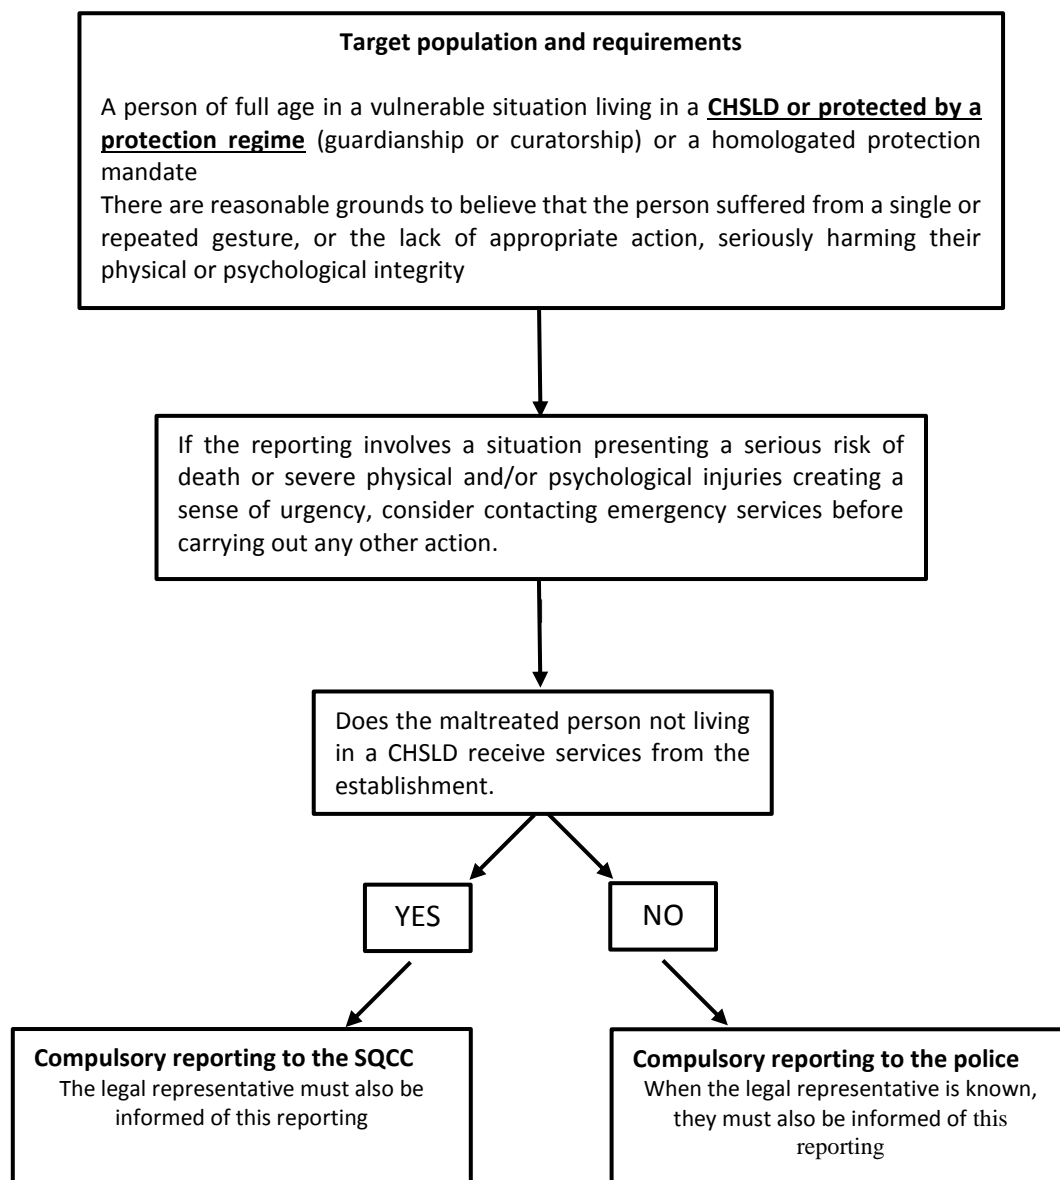 Target population and requirements
A person of full age in a vulnerable situation living in a CHSLD or protected by a
protection regime (guardianship or curatorship) or a homologated protection
mandate
There are reasonable grounds to believe that the person suffered from a single or
repeated gesture, or the lack of appropriate action, seriously harming their
physical or psychological integrity
If the reporting involves a situation presenting a serious risk of
death or severe physical and/or psychological injuries creating a
sense of urgency, consider contacting emergency services before
carrying out any other action.
Does the maltreated person not living
in a CHSLD receive services from the
establishment.
YES
NO
Compulsory reporting to the SQCC
The legal representative must also be
informed of this reporting
Compulsory reporting to the police
When the legal representative is known,
they must also be informed of this
reporting